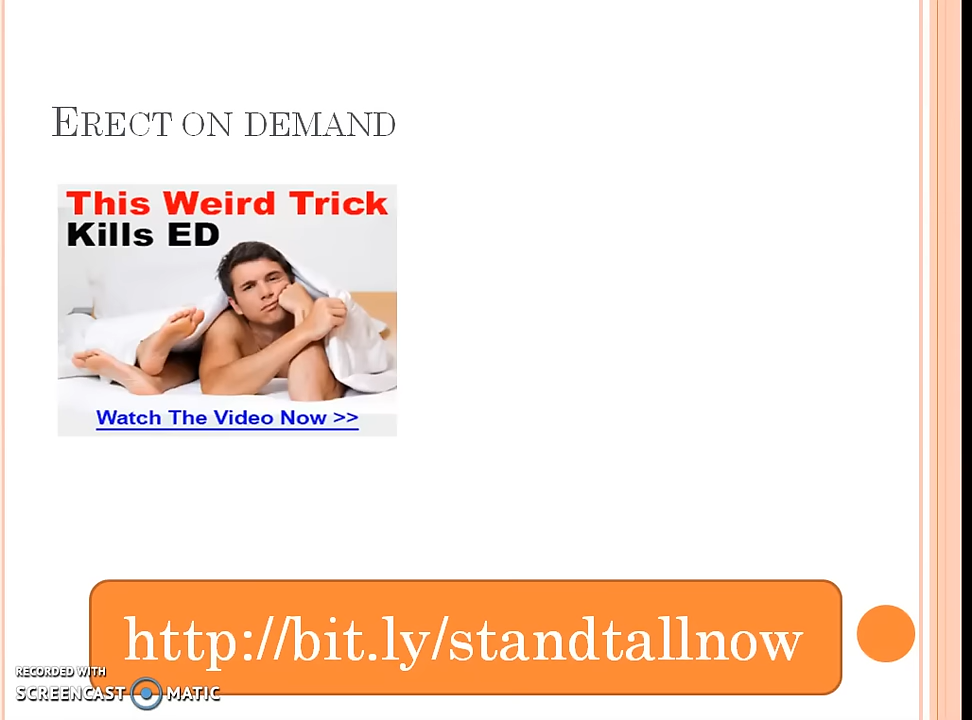 ERECT ON DEMAND
This Weird Trick
Kills ED
Watch The Video Now >>
http://bit.ly/standtallnow
RECORDED WITH
SCREENCAST MATIC